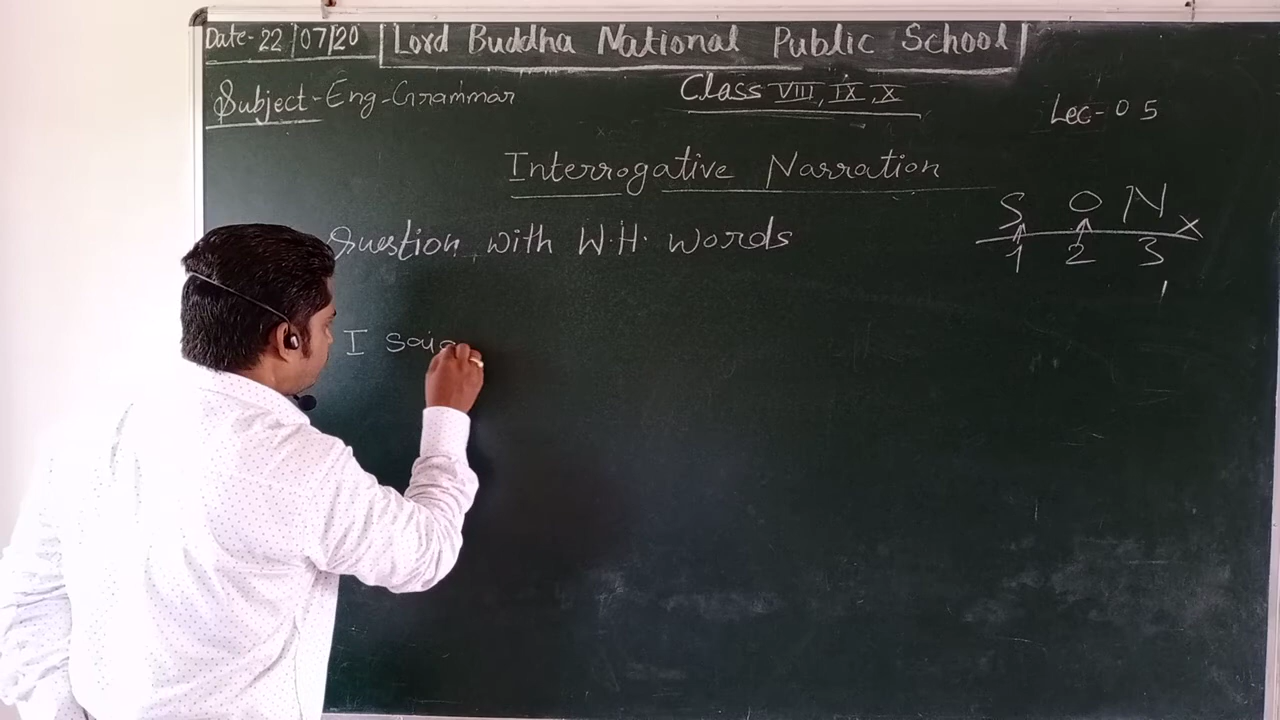 Date- 22/07/20 Lord Buddha National Public School
Subject- Eng-Grammar Class VIII, IX, X
Lec- 05
Interrogative Narration
S O N
Question with W.H. words
1 2 3
I said